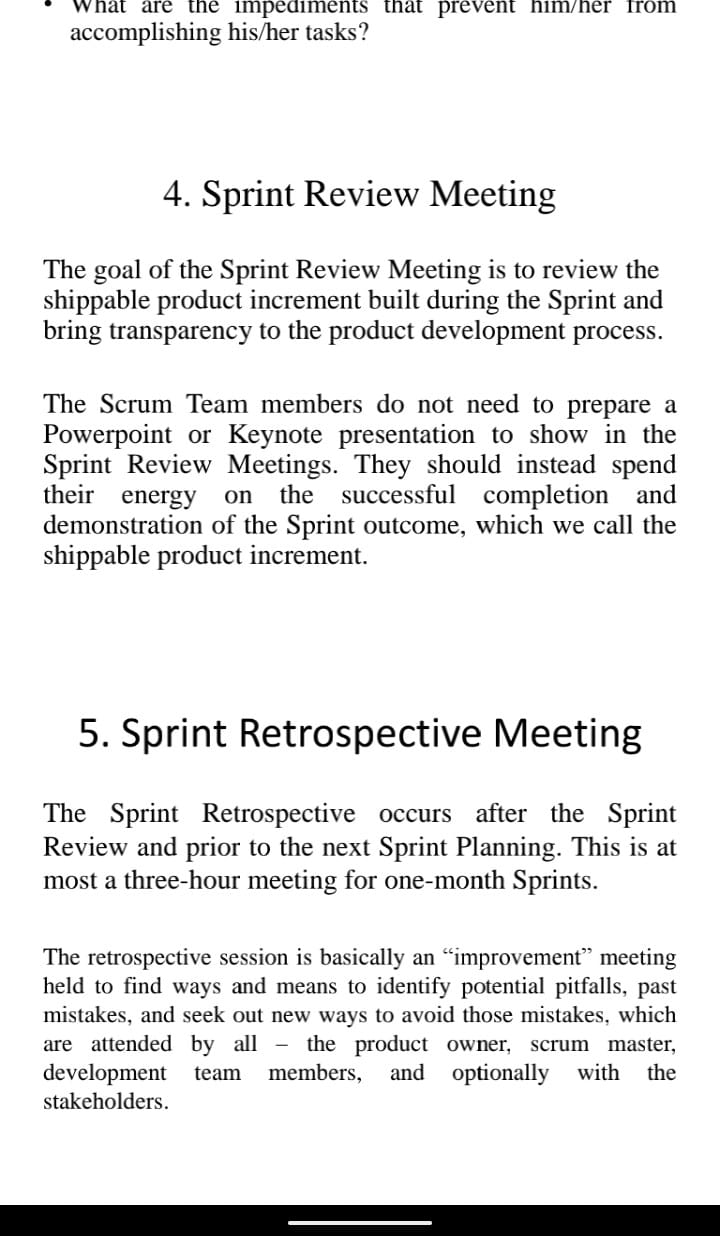 • What are the impediments that prevent him/her from
accomplishing his/her tasks?
4. Sprint Review Meeting
The goal of the Sprint Review Meeting is to review the
shippable product increment built during the Sprint and
bring transparency to the product development process.
The Scrum Team members do not need to prepare a
Powerpoint or Keynote presentation to show in the
Sprint Review Meetings. They should instead spend
their energy on the successful completion and
demonstration of the Sprint outcome, which we call the
shippable product increment.
5. Sprint Retrospective Meeting
The Sprint Retrospective occurs after the Sprint
Review and prior to the next Sprint Planning. This is at
most a three-hour meeting for one-month Sprints.
The retrospective session is basically an “improvement” meeting
held to find ways and means to identify potential pitfalls, past
mistakes, and seek out new ways to avoid those mistakes, which
are attended by all – the product owner, scrum master,
development team members, and optionally with the
stakeholders.